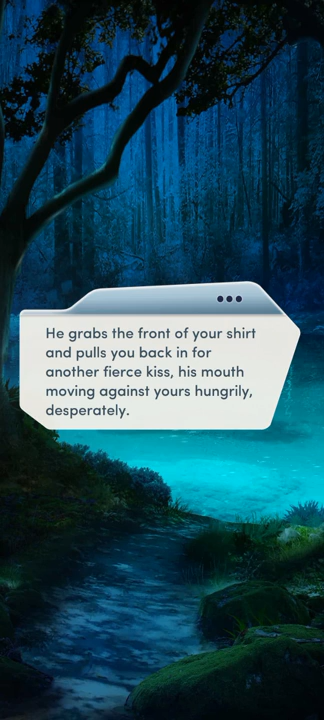 He grabs the front of your shirt
and pulls you back in for
another fierce kiss, his mouth
moving against yours hungrily,
desperately.